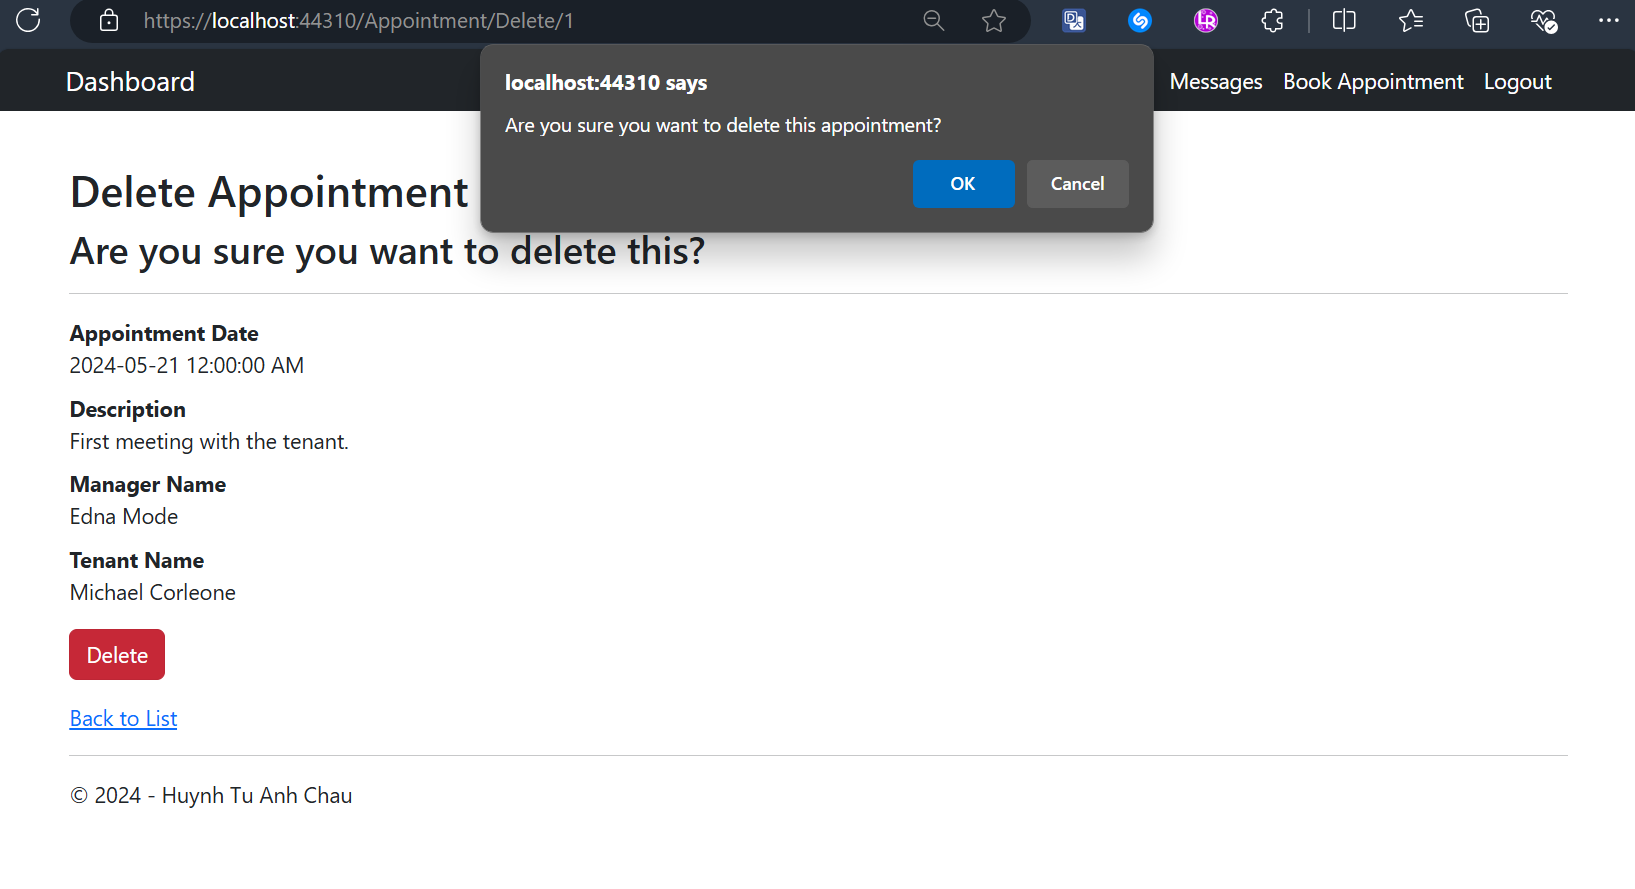 https://localhost:44310/Appointment/Delete/1
Dashboard
Messages Book Appointment Logout
localhost:44310 says
Are you sure you want to delete this appointment?
OK Cancel
Delete Appointment
Are you sure you want to delete this?
Appointment Date
2024-05-21 12:00:00 AM
Description
First meeting with the tenant.
Manager Name
Edna Mode
Tenant Name
Michael Corleone
Delete
Back to List
© 2024 - Huynh Tu Anh Chau